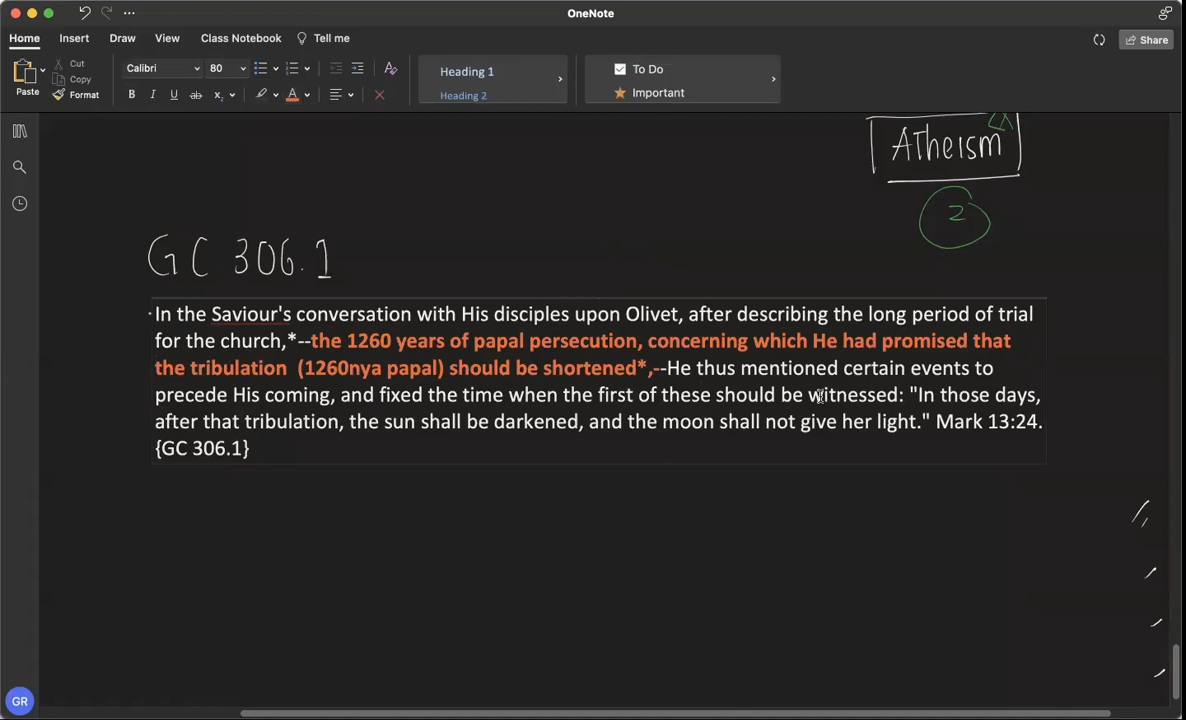 OneNote
Home Insert Draw View Class Notebook Tell me Share
Paste Cut Copy Format Calibri 80 Heading 1 Heading 2 To Do Important
B I U ab x₂ A
Atheism
2
GC 306.1
In the Saviour's conversation with His disciples upon Olivet, after describing the long period of trial
for the church,*--the 1260 years of papal persecution, concerning which He had promised that
the tribulation (1260nya papal) should be shortened*,--He thus mentioned certain events to
precede His coming, and fixed the time when the first of these should be witnessed: "In those days,
after that tribulation, the sun shall be darkened, and the moon shall not give her light." Mark 13:24.
{GC 306.1}
GR